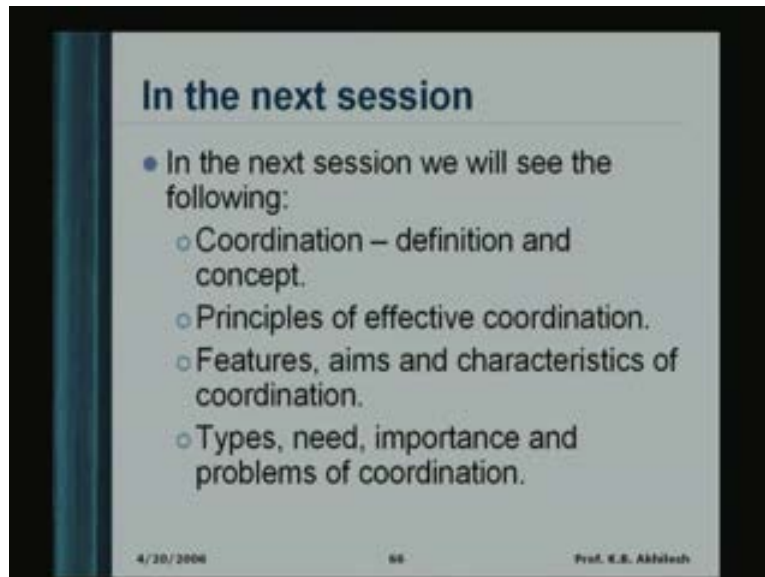 In the next session
• In the next session we will see the
following:
○ Coordination – definition and
concept.
○ Principles of effective coordination.
○ Features, aims and characteristics of
coordination.
○ Types, need, importance and
problems of coordination.
4/20/2006 66 Prof. K.B. Akhilesh